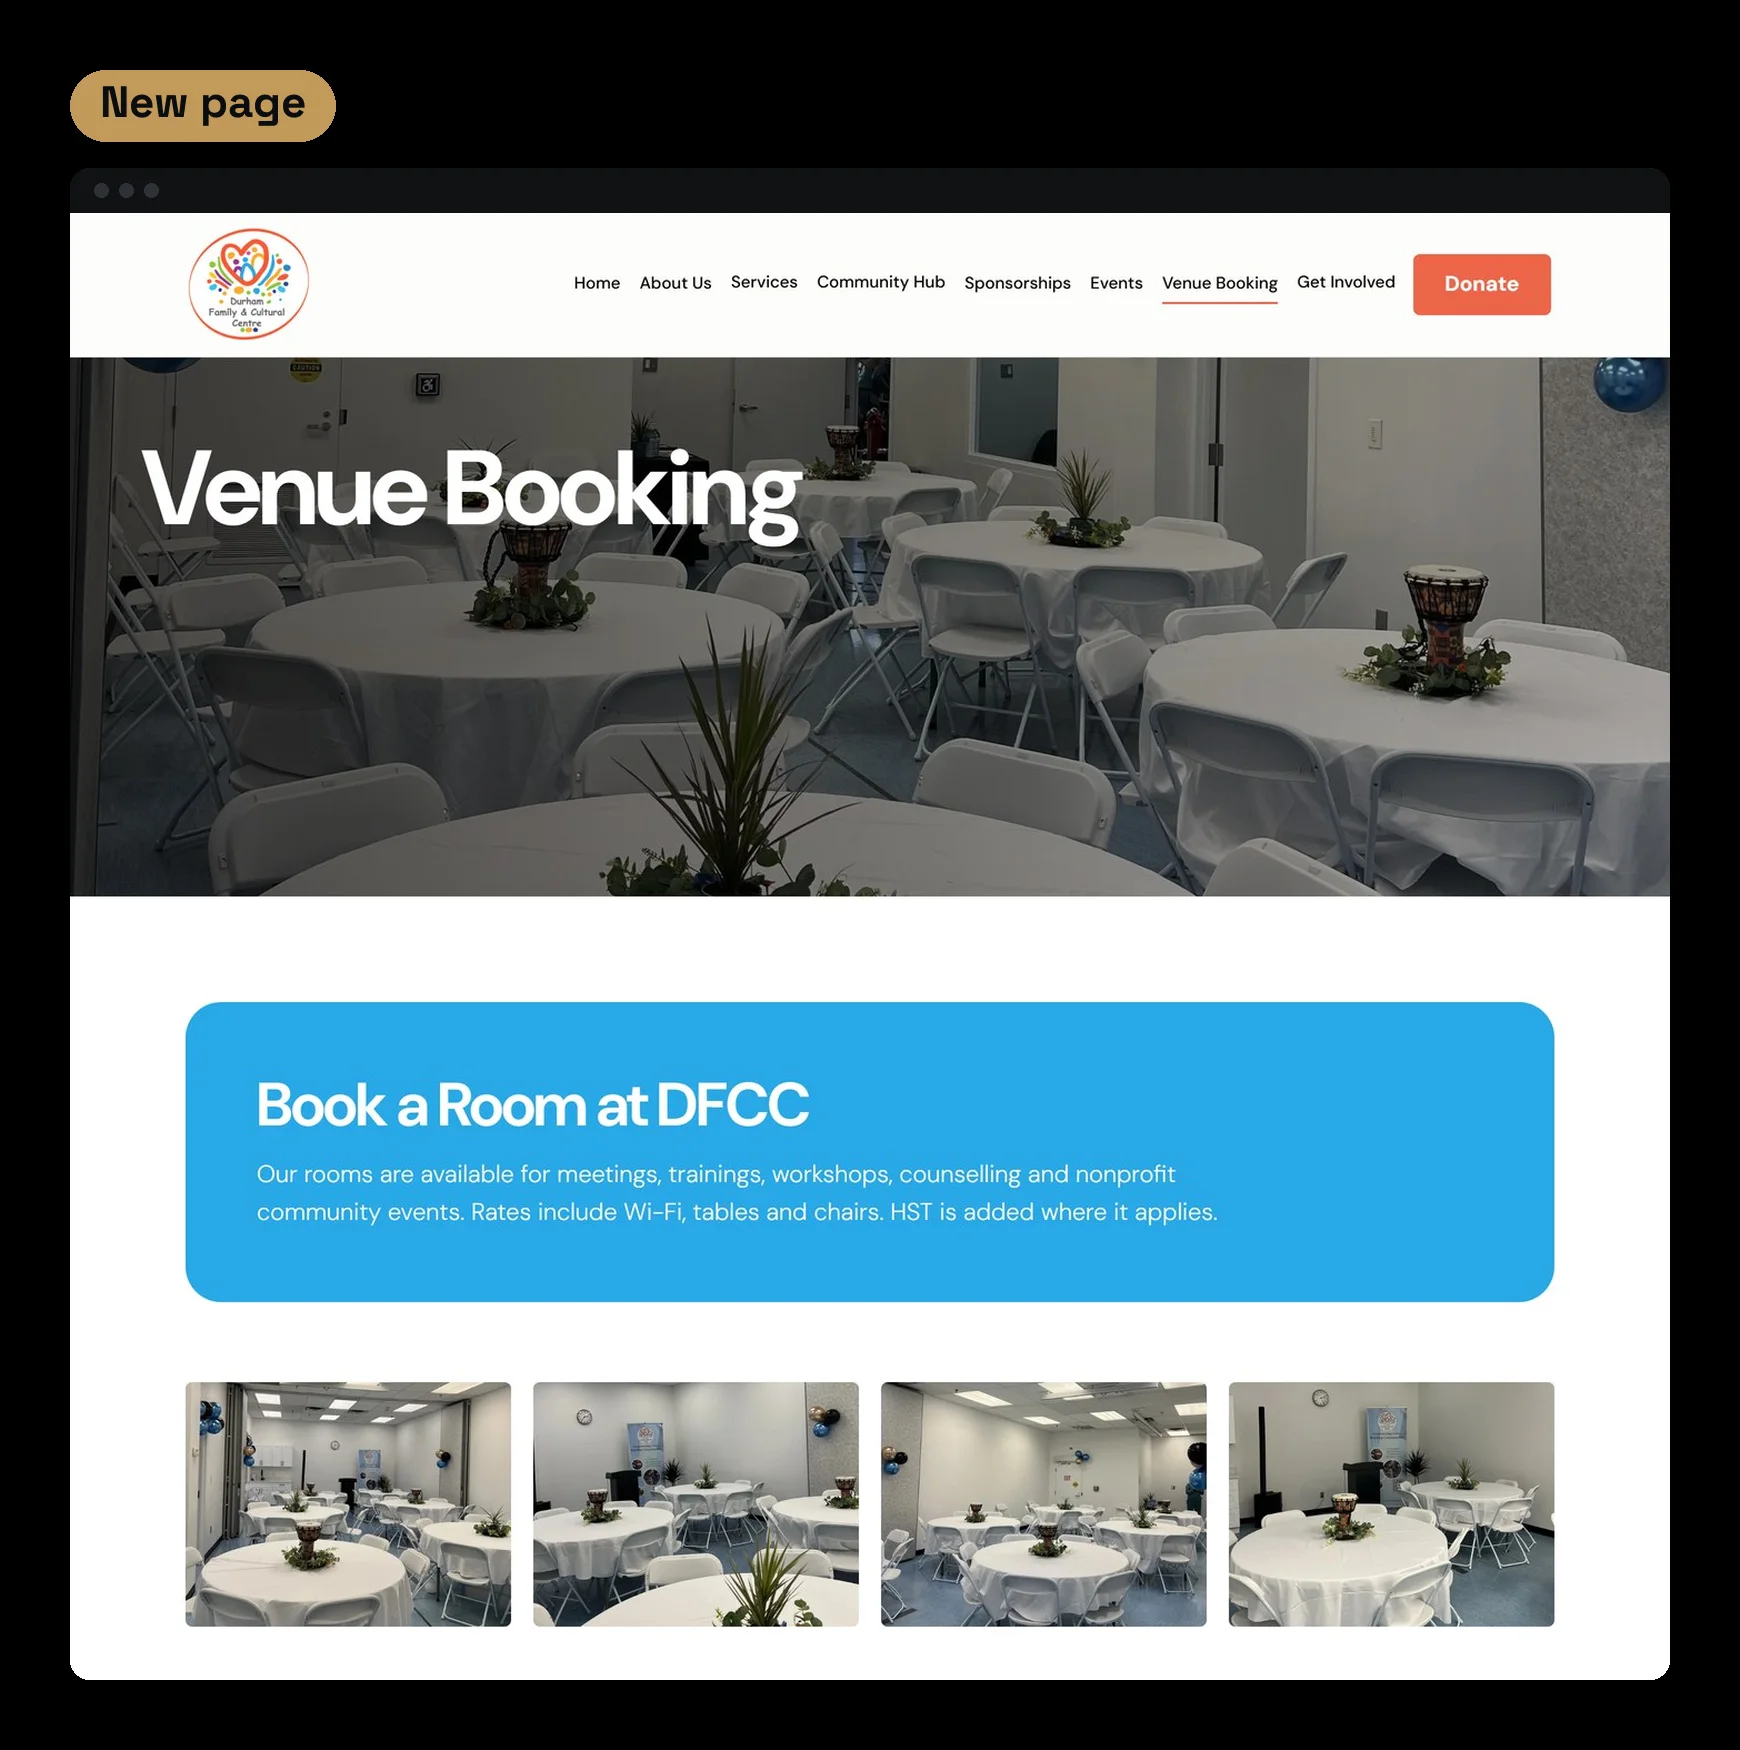 New page
Durham
Family & Cultural
Centre
Home About Us Services Community Hub Sponsorships Events Venue Booking Get Involved Donate
CAUTION
Venue Booking
Book a Room at DFCC
Our rooms are available for meetings, trainings, workshops, counselling and nonprofit
community events. Rates include Wi-Fi, tables and chairs. HST is added where it applies.